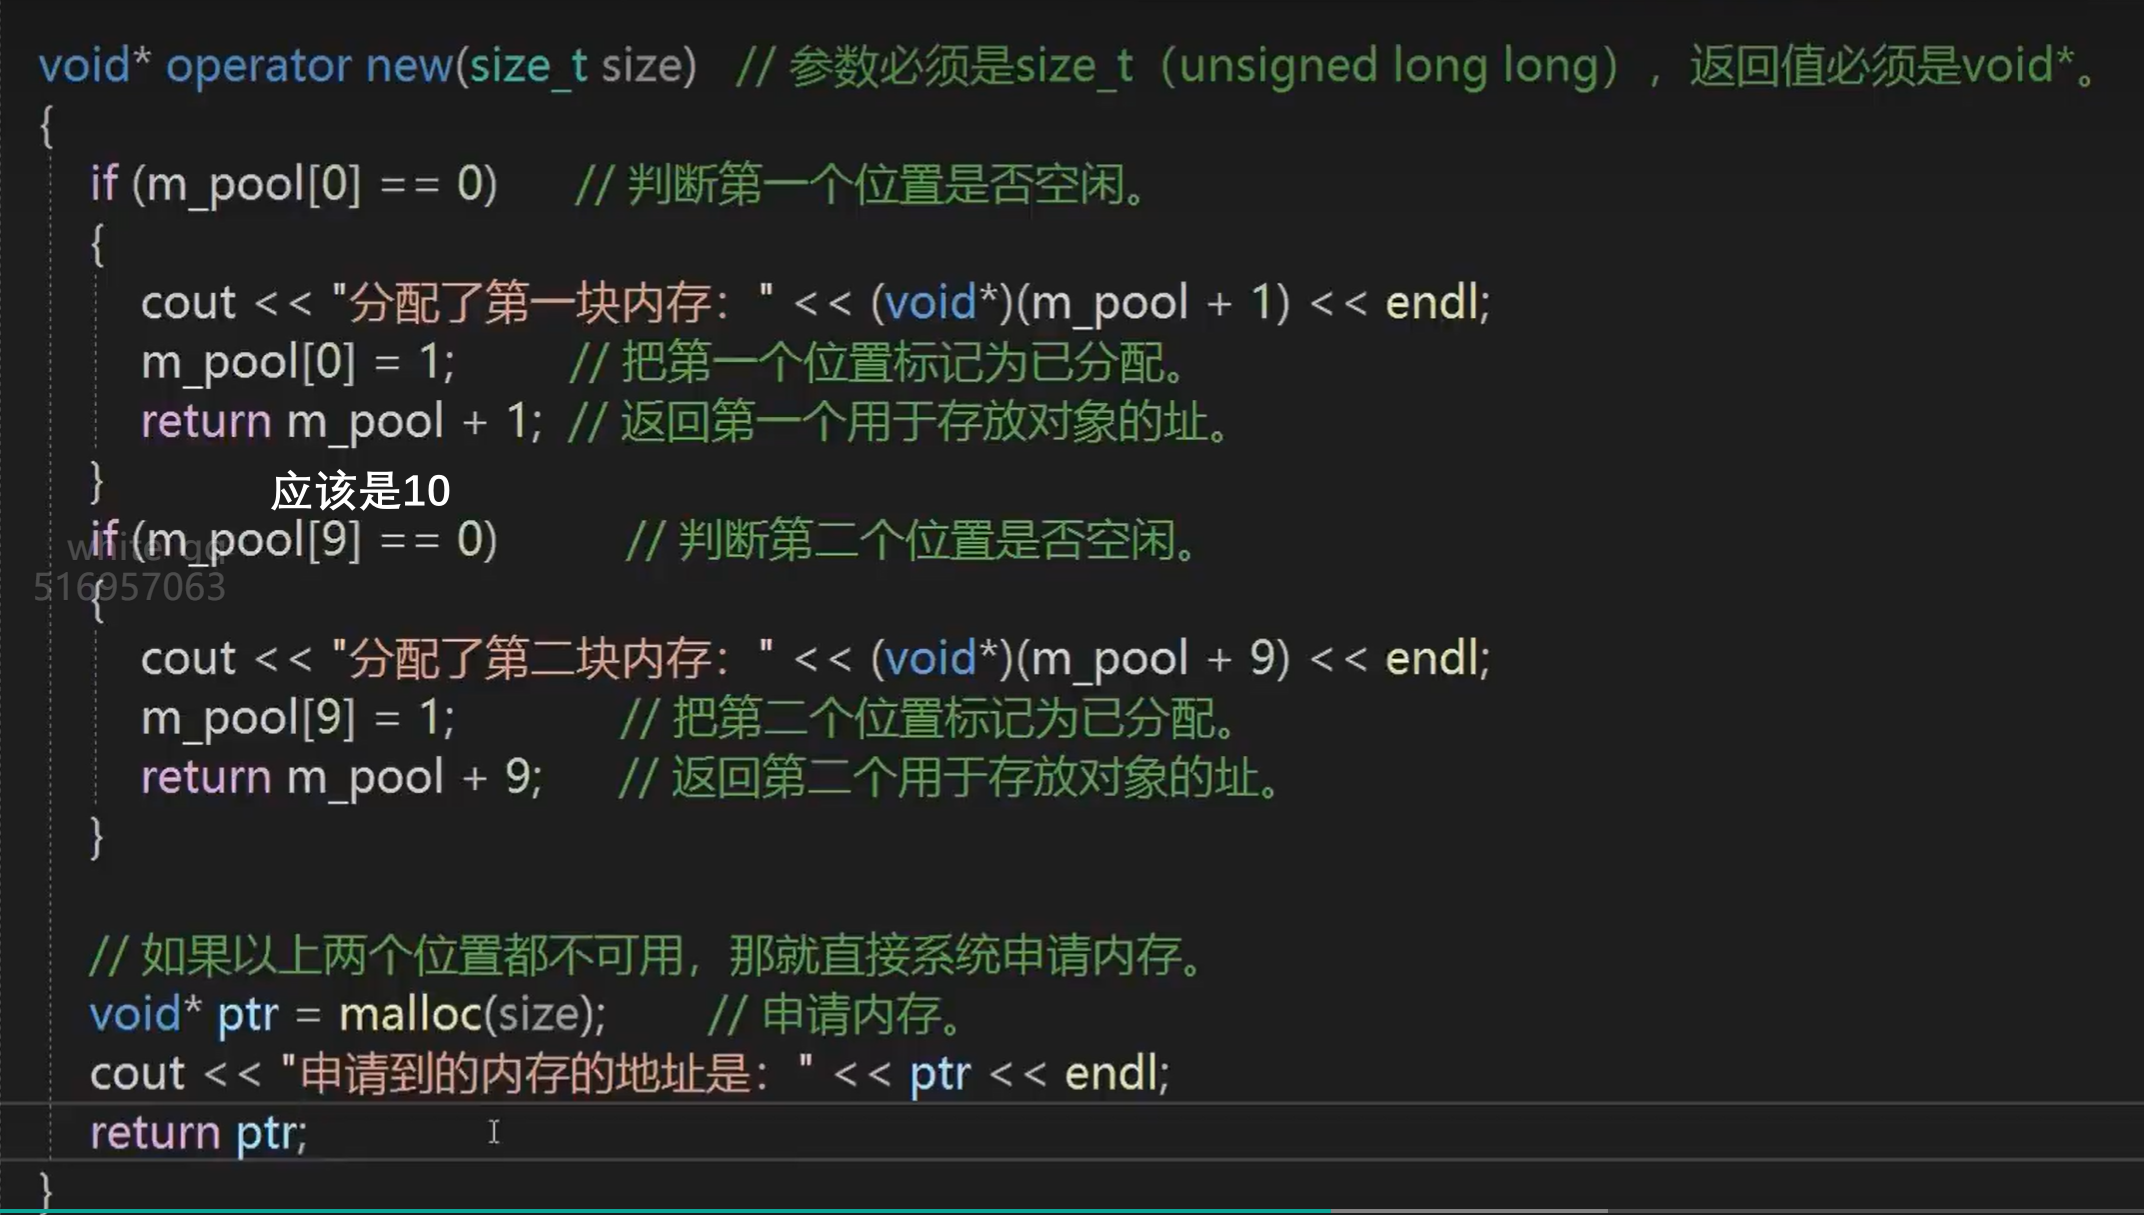 void* operator new(size_t size)   // 参数必须是size_t（unsigned long long），返回值必须是void*。
{
if (m_pool[0] == 0)   // 判断第一个位置是否空闲。
{
cout << "分配了第一块内存：" << (void*)(m_pool + 1) << endl;
m_pool[0] = 1;   // 把第一个位置标记为已分配。
return m_pool + 1;  // 返回第一个用于存放对象的址。
}
应该是10
if (m_pool[9] == 0)   // 判断第二个位置是否空闲。
white qq
516957063
{
cout << "分配了第二块内存：" << (void*)(m_pool + 9) << endl;
m_pool[9] = 1;   // 把第二个位置标记为已分配。
return m_pool + 9;   // 返回第二个用于存放对象的址。
}
// 如果以上两个位置都不可用，那就直接系统申请内存。
void* ptr = malloc(size);   // 申请内存。
cout << "申请到的内存的地址是：" << ptr << endl;
return ptr;
}